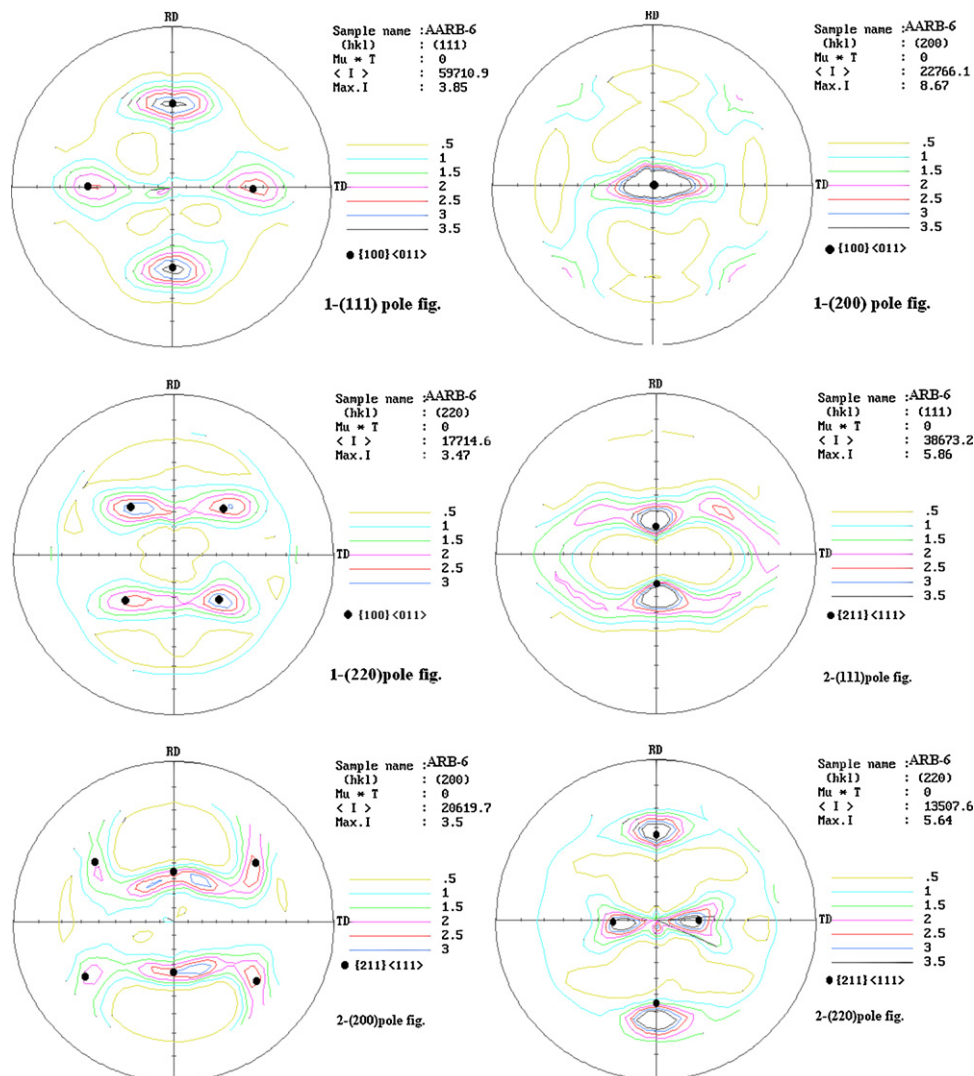 RD
Sample name :AARB-6
(hkl) : (111)
Mu * T : 0
< I > : 59710.9
Max.I : 3.85
TD
.5
1
1.5
2
2.5
3
3.5
● {100}<011>
1-(111) pole fig.
RD
Sample name :AARB-6
(hkl) : (200)
Mu * T : 0
< I > : 22766.1
Max.I : 8.67
TD
.5
1
1.5
2
2.5
3
3.5
● {100}<011>
1-(200) pole fig.
RD
Sample name :AARB-6
(hkl) : (220)
Mu * T : 0
< I > : 17714.6
Max.I : 3.47
TD
.5
1
1.5
2
2.5
3
● {100}<011>
1-(220)pole fig.
RD
Sample name :ARB-6
(hkl) : (111)
Mu * T : 0
< I > : 38673.2
Max.I : 5.86
TD
.5
1
1.5
2
2.5
3
3.5
● {211}<111>
2-(111)pole fig.
RD
Sample name :ARB-6
(hkl) : (200)
Mu * T : 0
< I > : 20619.7
Max.I : 3.5
TD
.5
1
1.5
2
2.5
3
● {211}<111>
2-(200)pole fig.
RD
Sample name :ARB-6
(hkl) : (220)
Mu * T : 0
< I > : 13507.6
Max.I : 5.64
TD
.5
1
1.5
2
2.5
3
3.5
● {211}<111>
2-(220)pole fig.